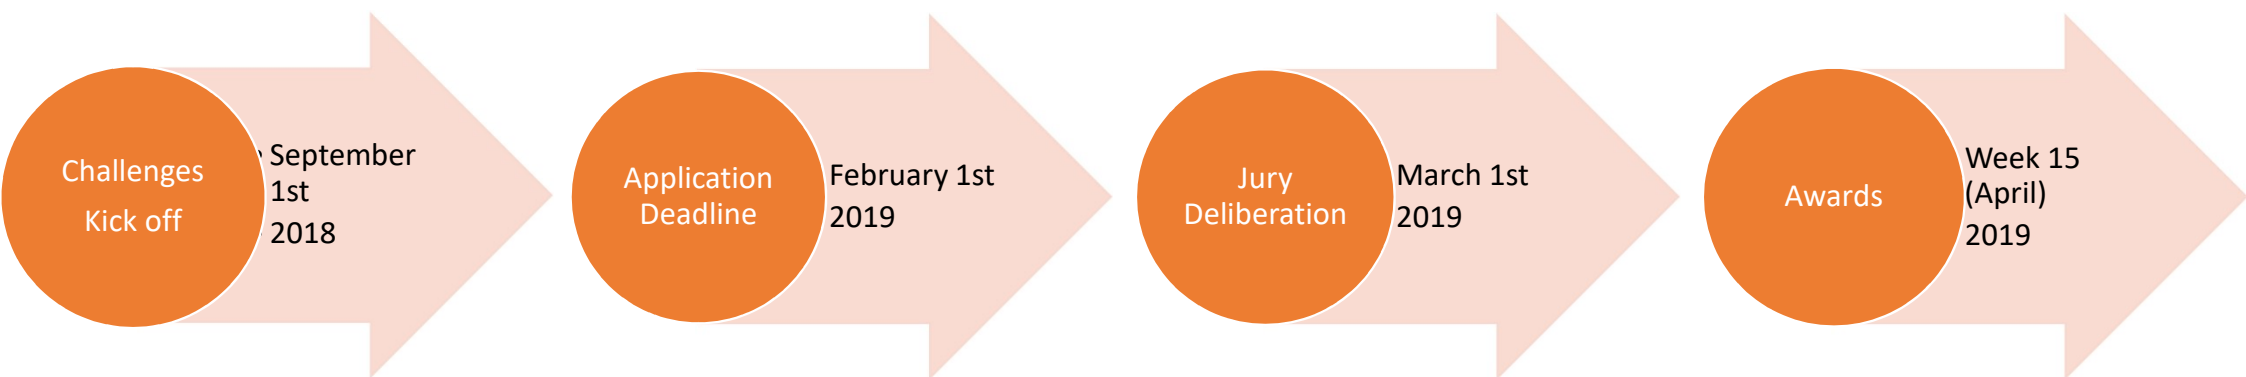 Challenges
Kick off
September
1st
2018
Application
Deadline
February 1st
2019
Jury
Deliberation
March 1st
2019
Awards
Week 15
(April)
2019